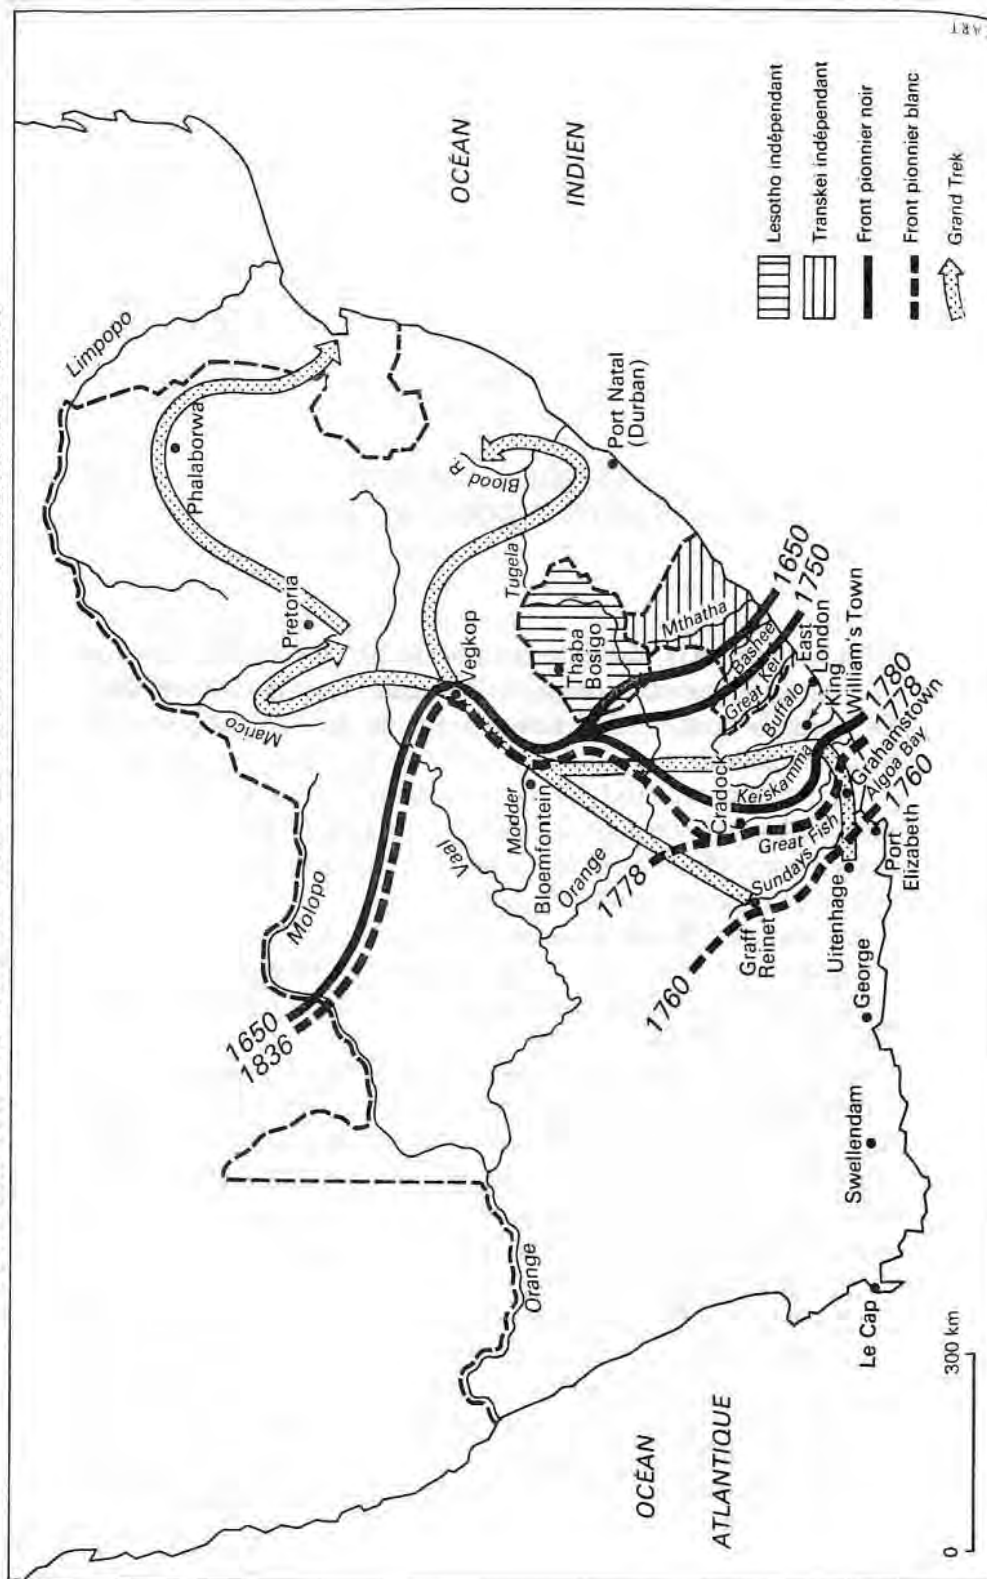 OCÉAN
INDIEN
Limpopo
Phalaborwa
Pretoria
Marico
Blood R.
Port Natal
(Durban)
Tugela
Vegkop
Thaba
Bosigo
Mthatha
1650
1750
Bashee
Great Kei
East
London
Buffalo
King
William's Town
Keiskamma
1780
1778
Grahamstown
Algoa Bay
1760
Molopo
1650
1836
Vaal
Modder
Bloemfontein
Orange
Cradock
Great Fish
1778
Sundays
Graff
Reinet
1760
Port
Elizabeth
Uitenhage
George
Swellendam
Orange
Le Cap
OCÉAN
ATLANTIQUE
0 300 km
Lesotho indépendant
Transkei indépendant
Front pionnier noir
Front pionnier blanc
Grand Trek